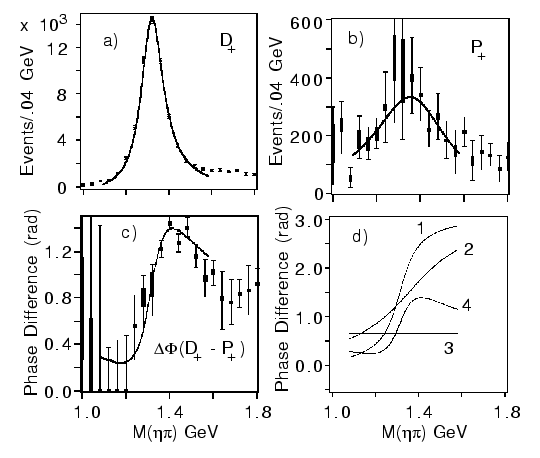 x 10³
12
8
4
0
Events/.04 GeV
a)
D+
600
400
200
0
Events/.04 GeV
b)
P+
1.2
0.8
0.4
0.0
Phase Difference (rad)
c)
ΔΦ(D+ - P+)
1.0
1.4
1.8
M(ηπ) GeV
3.0
2.0
1.0
0.0
Phase Difference (rad)
d)
1
2
4
3
1.0
1.4
1.8
M(ηπ) GeV